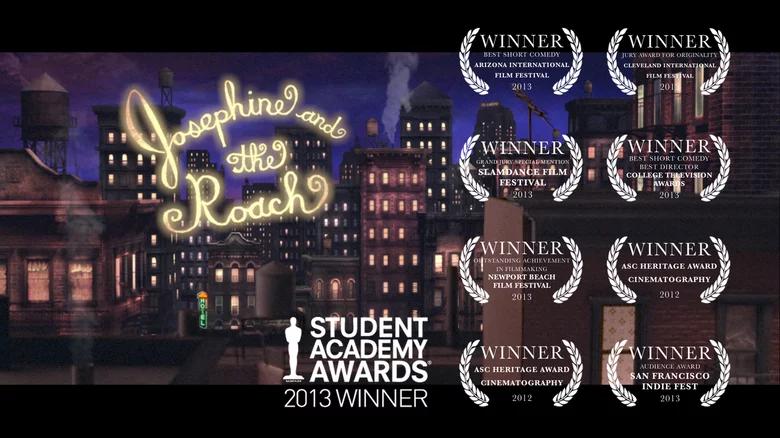 Josephine and
the
Roach
HOTEL
STUDENT
ACADEMY
AWARDS®
2013 WINNER
WINNER
BEST SHORT COMEDY
ARIZONA INTERNATIONAL
FILM FESTIVAL
2013
WINNER
JURY AWARD FOR ORIGINALITY
CLEVELAND INTERNATIONAL
FILM FESTIVAL
2013
WINNER
GRAND JURY SPECIAL MENTION
SLAMDANCE FILM
FESTIVAL
2013
WINNER
BEST SHORT COMEDY
BEST DIRECTOR
COLLEGE TELEVISION
AWARDS
2013
WINNER
OUTSTANDING ACHIEVEMENT
IN FILMMAKING
NEWPORT BEACH
FILM FESTIVAL
2013
WINNER
ASC HERITAGE AWARD
CINEMATOGRAPHY
2012
WINNER
ASC HERITAGE AWARD
CINEMATOGRAPHY
2012
WINNER
AUDIENCE AWARD
SAN FRANCISCO
INDIE FEST
2013